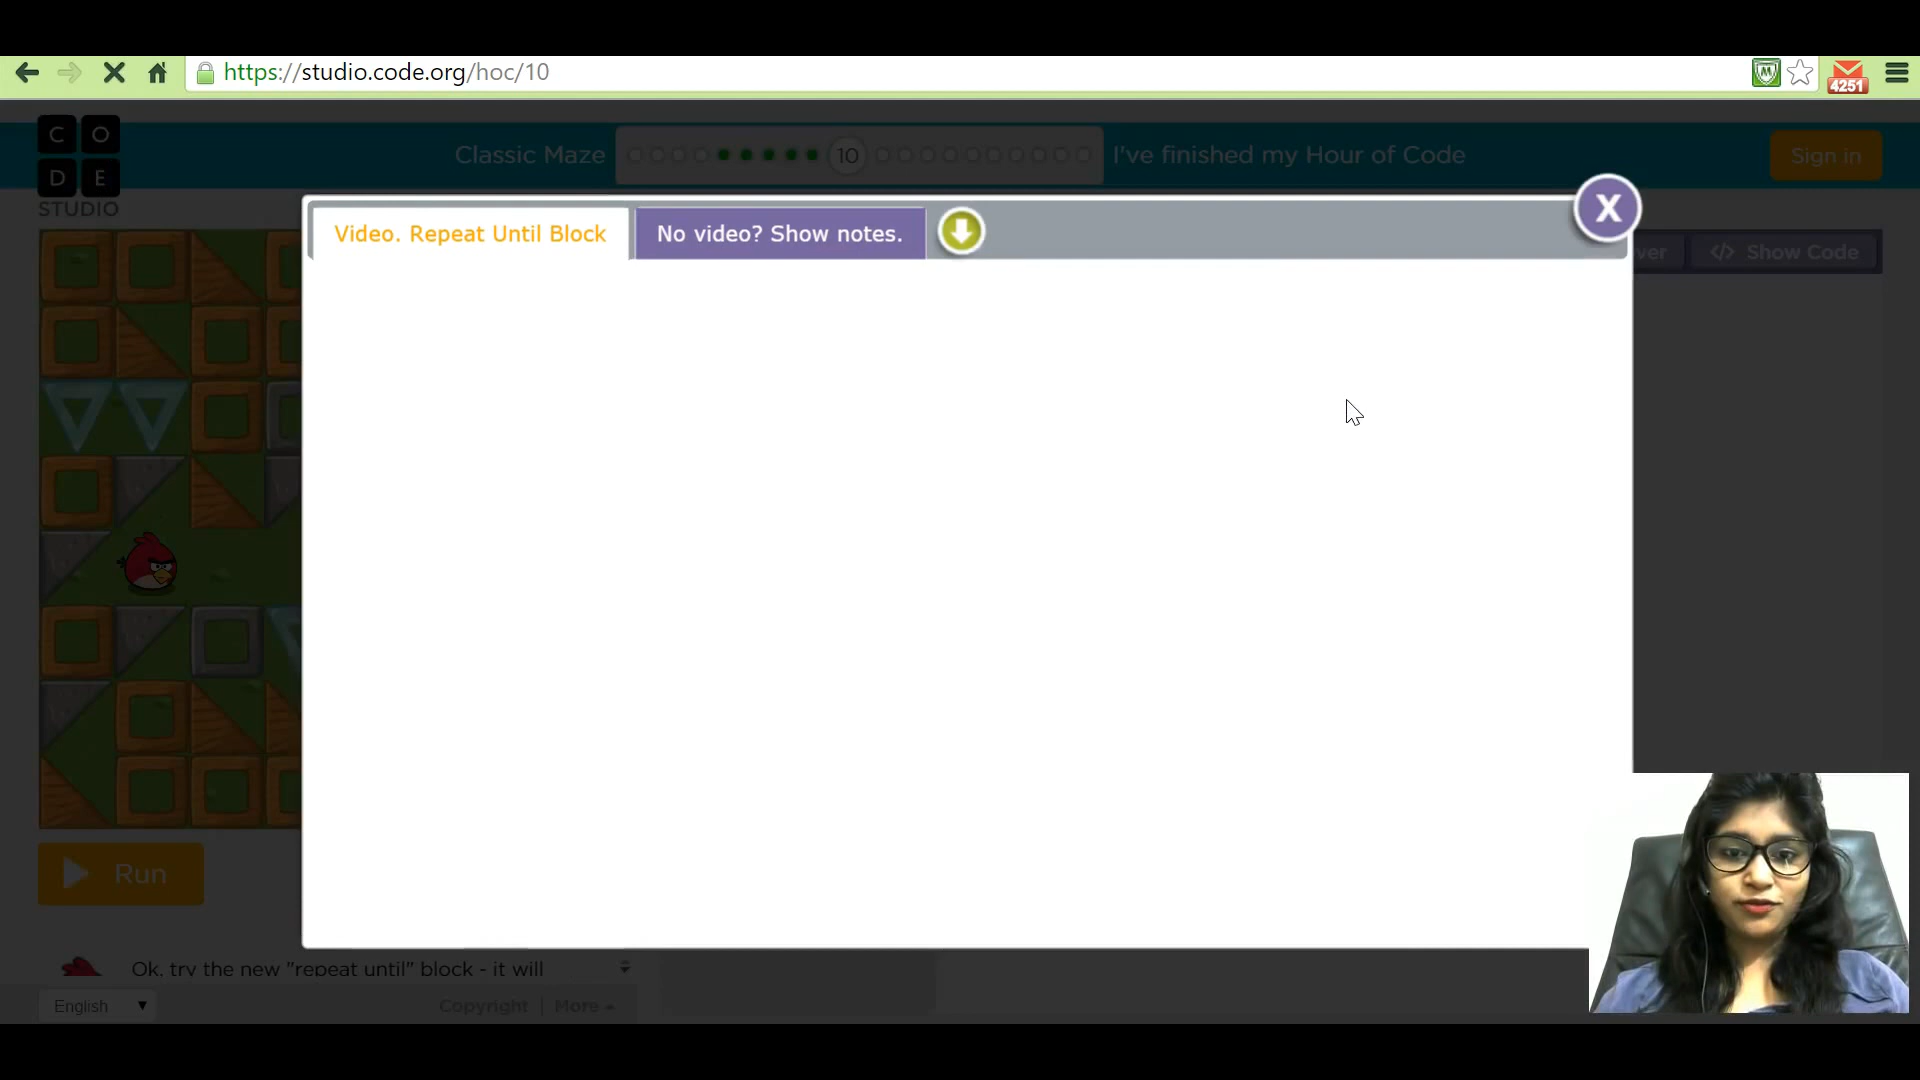 https://studio.code.org/hoc/10
4251
C O
D E
STUDIO
Classic Maze
10
I've finished my Hour of Code
Sign in
Video. Repeat Until Block
No video? Show notes.
X
ver
Show Code
Run
Ok, try the new "repeat until" block - it will
English
Copyright | More